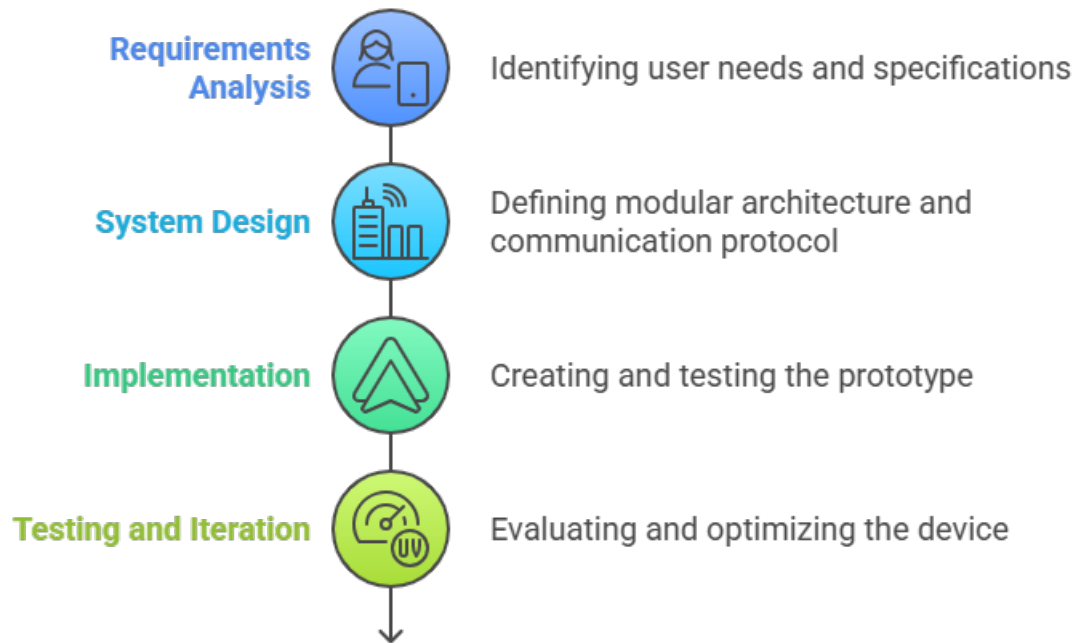 Requirements
Analysis
Identifying user needs and specifications
System Design
Defining modular architecture and
communication protocol
Implementation
Creating and testing the prototype
Testing and Iteration
UV
Evaluating and optimizing the device